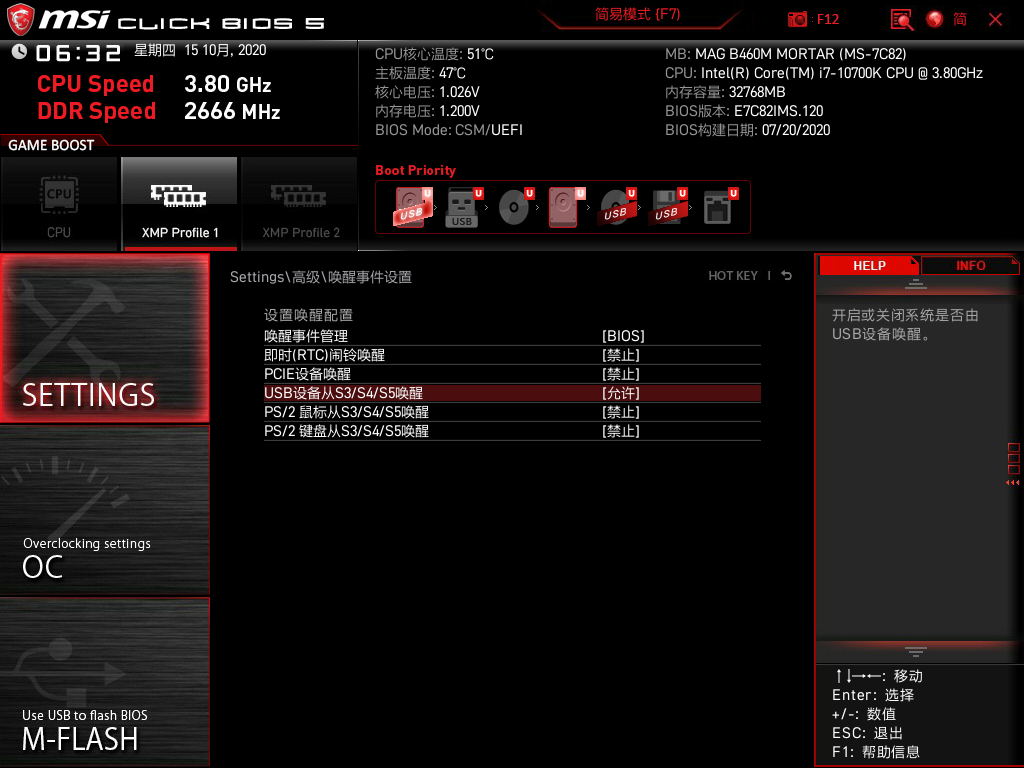 msi CLICK BIOS 5
简易模式 (F7)
F12
简
06:32
星期四 15 10月, 2020
CPU Speed 3.80 GHz
DDR Speed 2666 MHz
CPU核心温度: 51℃
主板温度: 47℃
核心电压: 1.026V
内存电压: 1.200V
BIOS Mode: CSM/UEFI
MB: MAG B460M MORTAR (MS-7C82)
CPU: Intel(R) Core(TM) i7-10700K CPU @ 3.80GHz
内存容量: 32768MB
BIOS版本: E7C82IMS.120
BIOS构建日期: 07/20/2020
GAME BOOST
CPU
CPU
XMP Profile 1
XMP Profile 2
Boot Priority
U U U U U U U
USB USB USB USB
Settings\高级\唤醒事件设置
HOT KEY
设置唤醒配置
唤醒事件管理 [BIOS]
即时(RTC)闹铃唤醒 [禁止]
PCIE设备唤醒 [禁止]
USB设备从S3/S4/S5唤醒 [允许]
PS/2 鼠标从S3/S4/S5唤醒 [禁止]
PS/2 键盘从S3/S4/S5唤醒 [禁止]
SETTINGS
Overclocking settings
OC
Use USB to flash BIOS
M-FLASH
HELP
INFO
开启或关闭系统是否由
USB设备唤醒。
↑↓→←: 移动
Enter: 选择
+/-: 数值
ESC: 退出
F1: 帮助信息